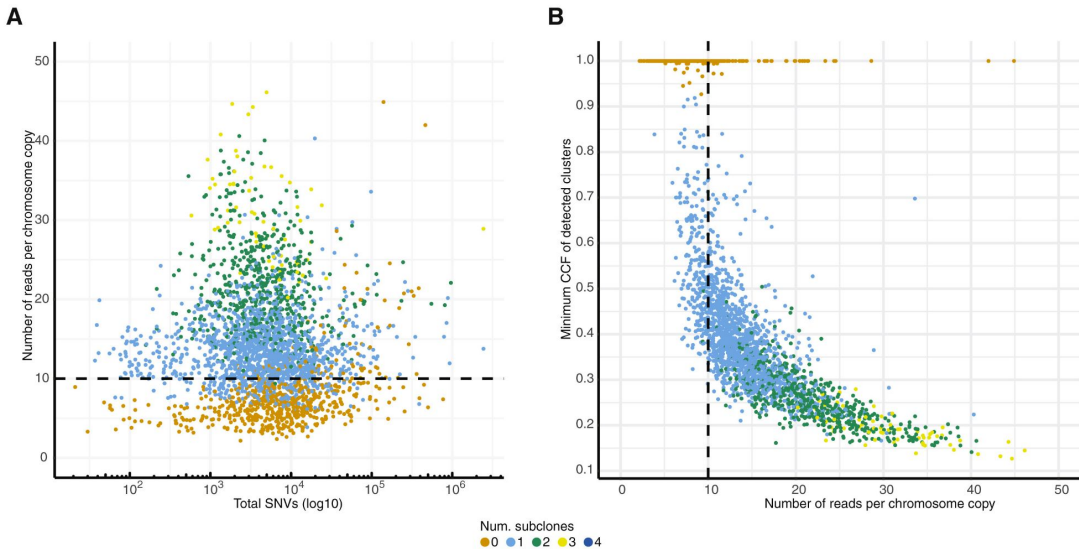 A
Number of reads per chromosome copy
50
40
30
20
10
0
10² 10³ 10⁴ 10⁵ 10⁶
Total SNVs (log10)
B
Minimum CCF of detected clusters
1.0
0.9
0.8
0.7
0.6
0.5
0.4
0.3
0.2
0.1
0 10 20 30 40 50
Number of reads per chromosome copy
Num. subclones
0 1 2 3 4